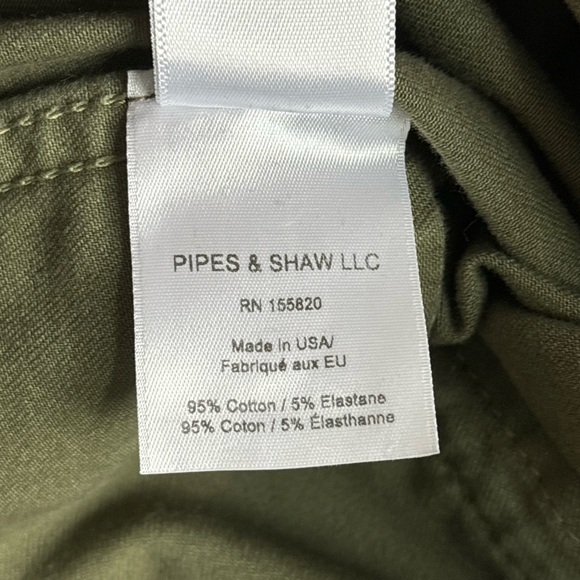 PIPES & SHAW LLC
RN 155820
Made in USA/
Fabriqué aux EU
95% Cotton / 5% Elastane
95% Coton / 5% Élasthanne